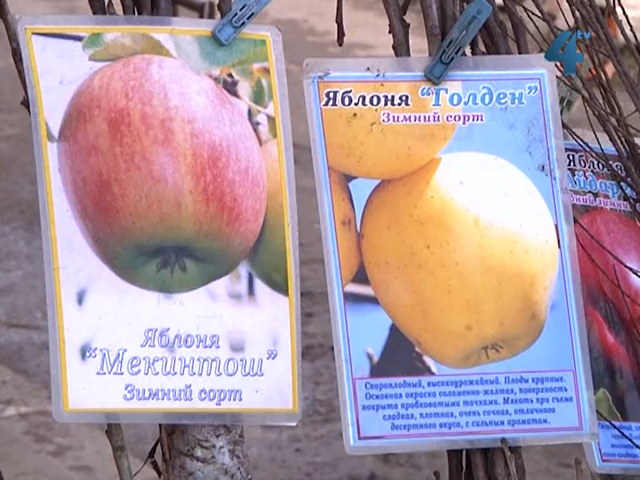 Яблоня
"Мекинтош"
Зимний сорт
Яблоня "Голден"
Зимний сорт
Скороплодный, высокоурожайный. Плоды крупные.
Основная окраска соломенно-желтая, поверхность
покрыта пробковатыми точками. Мякоть при съеме
сладкая, плотная, очень сочная, отличного
десертного вкуса, с сильным ароматом.
Яблоня
4tv